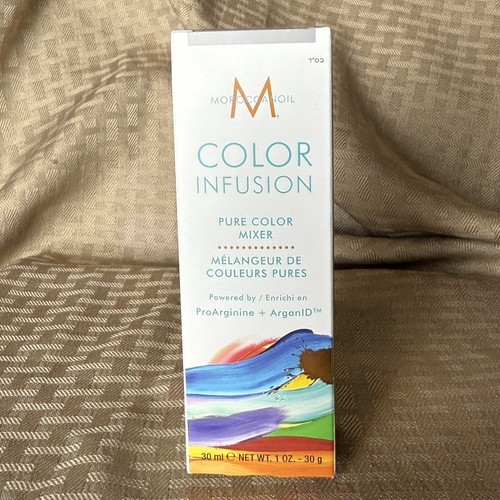 MOROCCANOIL
M.
COLOR
INFUSION
PURE COLOR
MIXER
MÉLANGEUR DE
COULEURS PURES
Powered by / Enrichi en
ProArginine + ArganID™
30 ml ℮ NET WT. 1 OZ. - 30 g